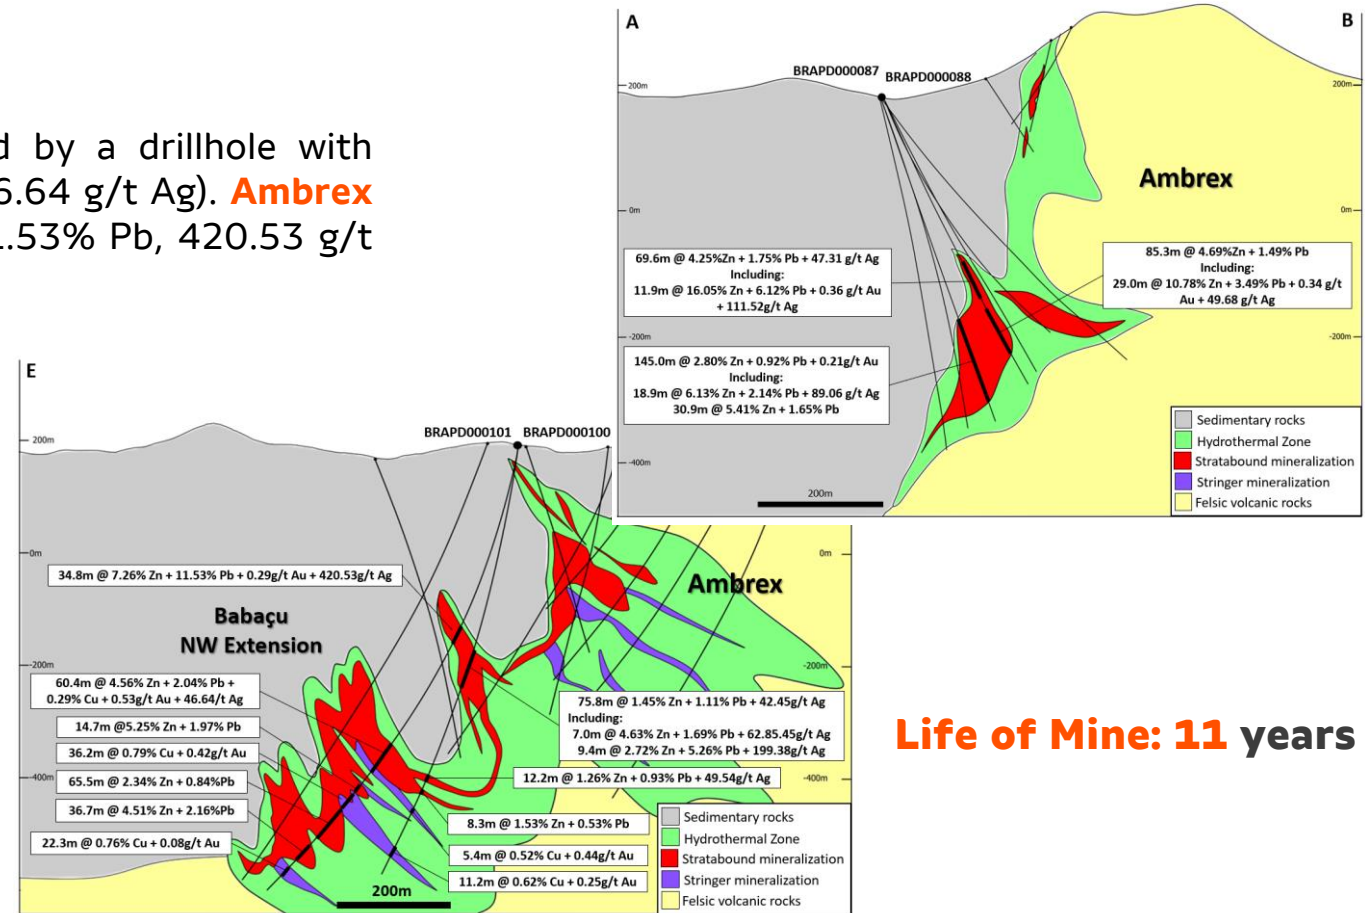 d by a drillhole with
6.64 g/t Ag). Ambrex
1.53% Pb, 420.53 g/t
A
B
BRAPD000087
BRAPD000088
200m
200m
Ambrex
0m
0m
69.6m @ 4.25%Zn + 1.75% Pb + 47.31 g/t Ag
Including:
11.9m @ 16.05% Zn + 6.12% Pb + 0.36 g/t Au
+ 111.52g/t Ag
85.3m @ 4.69%Zn + 1.49% Pb
Including:
29.0m @ 10.78% Zn + 3.49% Pb + 0.34 g/t
Au + 49.68 g/t Ag
-200m
-200m
145.0m @ 2.80% Zn + 0.92% Pb + 0.21g/t Au
Including:
18.9m @ 6.13% Zn + 2.14% Pb + 89.06 g/t Ag
30.9m @ 5.41% Zn + 1.65% Pb
-400m
200m
Sedimentary rocks
Hydrothermal Zone
Stratabound mineralization
Stringer mineralization
Felsic volcanic rocks
E
BRAPD000101
BRAPD000100
200m
0m
0m
34.8m @ 7.26% Zn + 11.53% Pb + 0.29g/t Au + 420.53g/t Ag
Ambrex
Babaçu
NW Extension
-200m
-200m
60.4m @ 4.56% Zn + 2.04% Pb +
0.29% Cu + 0.53g/t Au + 46.64/t Ag
14.7m @5.25% Zn + 1.97% Pb
36.2m @ 0.79% Cu + 0.42g/t Au
75.8m @ 1.45% Zn + 1.11% Pb + 42.45g/t Ag
Including:
7.0m @ 4.63% Zn + 1.69% Pb + 62.85.45g/t Ag
9.4m @ 2.72% Zn + 5.26% Pb + 199.38g/t Ag
-400m
-400m
65.5m @ 2.34% Zn + 0.84%Pb
12.2m @ 1.26% Zn + 0.93% Pb + 49.54g/t Ag
36.7m @ 4.51% Zn + 2.16%Pb
8.3m @ 1.53% Zn + 0.53% Pb
22.3m @ 0.76% Cu + 0.08g/t Au
5.4m @ 0.52% Cu + 0.44g/t Au
11.2m @ 0.62% Cu + 0.25g/t Au
200m
Sedimentary rocks
Hydrothermal Zone
Stratabound mineralization
Stringer mineralization
Felsic volcanic rocks
Life of Mine: 11 years